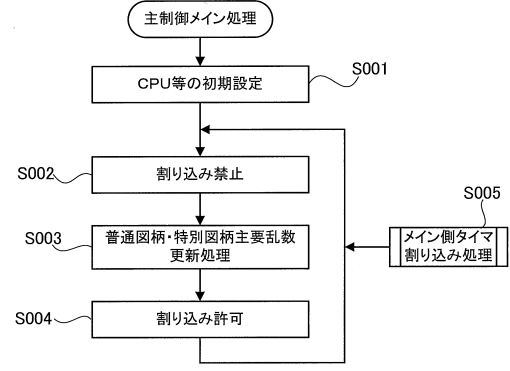 主制御メイン処理
CPU等の初期設定
S001
割り込み禁止
S002
普通図柄・特別図柄主要乱数
更新処理
S003
割り込み許可
S004
S005
メイン側タイマ
割り込み処理